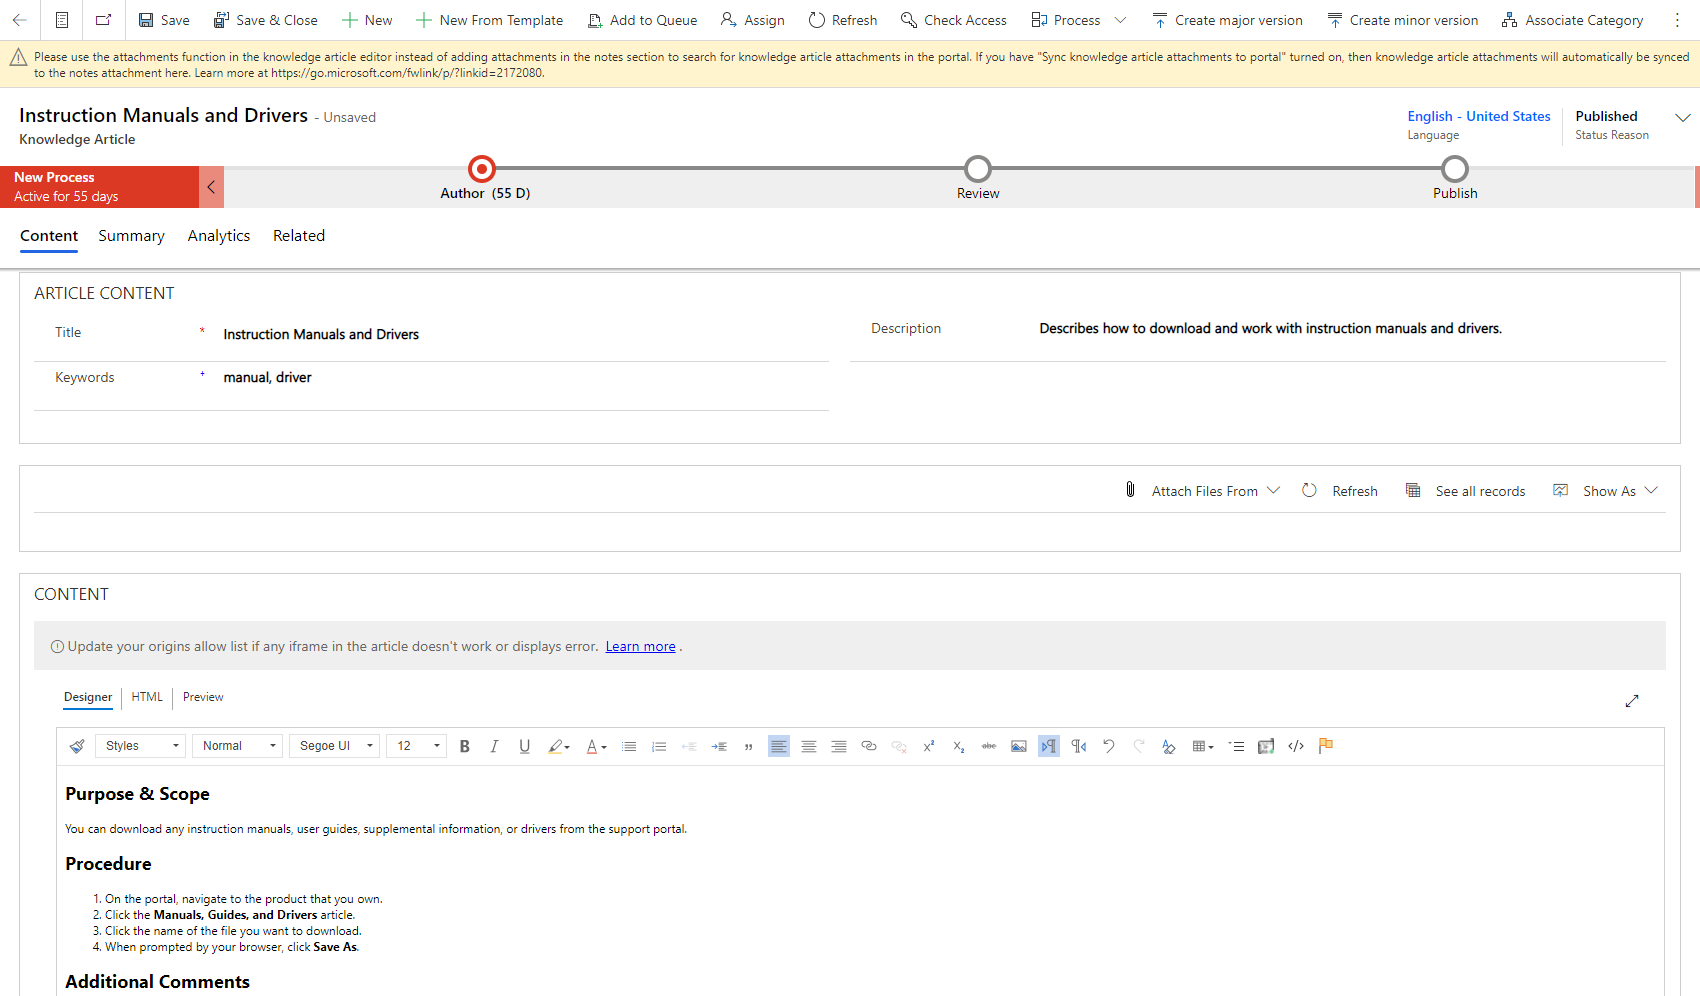 Save
Save & Close
New
New From Template
Add to Queue
Assign
Refresh
Check Access
Process
Create major version
Create minor version
Associate Category
Please use the attachments function in the knowledge article editor instead of adding attachments in the notes section to search for knowledge article attachments in the portal. If you have "Sync knowledge article attachments to portal" turned on, then knowledge article attachments will automatically be synced
to the notes attachment here. Learn more at https://go.microsoft.com/fwlink/p/?linkid=2172080.
Instruction Manuals and Drivers - Unsaved
Knowledge Article
English - United States
Language
Published
Status Reason
New Process
Active for 55 days
Author (55 D)
Review
Publish
Content
Summary
Analytics
Related
ARTICLE CONTENT
Title * Instruction Manuals and Drivers
Description Describes how to download and work with instruction manuals and drivers.
Keywords + manual, driver
Attach Files From
Refresh
See all records
Show As
CONTENT
Update your origins allow list if any iframe in the article doesn't work or displays error. Learn more .
Designer
HTML
Preview
Styles
Normal
Segoe UI
12
B I U
Purpose & Scope
You can download any instruction manuals, user guides, supplemental information, or drivers from the support portal.
Procedure
1. On the portal, navigate to the product that you own.
2. Click the Manuals, Guides, and Drivers article.
3. Click the name of the file you want to download.
4. When prompted by your browser, click Save As.
Additional Comments